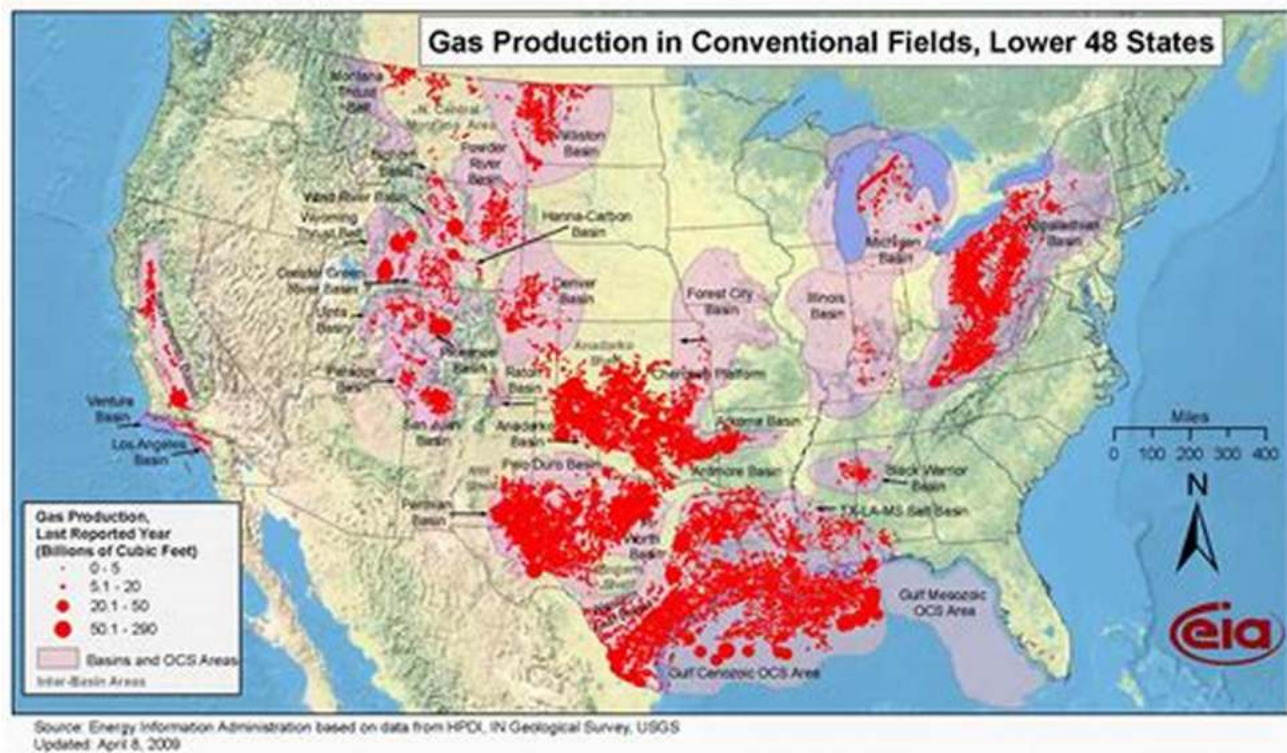 Gas Production in Conventional Fields, Lower 48 States
Montana
Thrust
Belt
N. Central
Montana Area
Williston
Basin
Powder
River
Basin
Bighorn
Basin
Wind River Basin
Wyoming
Thrust Belt
Hanna-Carbon
Basin
Greater Green
River Basin
Denver
Basin
Uinta
Basin
Piceance
Basin
Paradox
Basin
San Juan
Basin
Raton
Basin
Forest City
Basin
Illinois
Basin
Michigan
Basin
Appalachian
Basin
Anadarko
Cherokee Platform
Ventura
Basin
Los Angeles
Basin
Anadarko
Basin
Arkoma Basin
Palo Duro Basin
Ardmore Basin
Black Warrior
Basin
Permian
Basin
TX-LA-MS Salt Basin
Worth
Basin
Gulf Mesozoic
OCS Area
Gulf Cenozoic OCS Area
Miles
0 100 200 300 400
N
eia
Gas Production,
Last Reported Year
(Billions of Cubic Feet)
0 - 5
5.1 - 20
20.1 - 50
50.1 - 290
Basins and OCS Areas
Inter-Basin Areas
Source: Energy Information Administration based on data from HPDI, IN Geological Survey, USGS
Updated: April 8, 2009